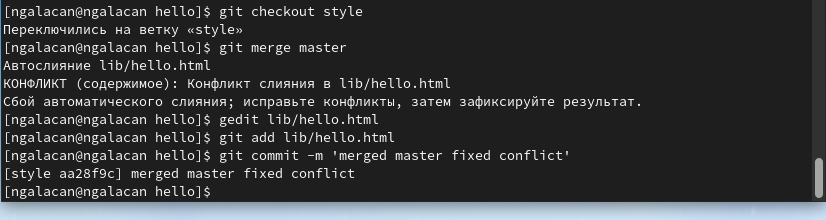 [ngalacan@ngalacan hello]$ git checkout style
Переключились на ветку «style»
[ngalacan@ngalacan hello]$ git merge master
Автослияние lib/hello.html
КОНФЛИКТ (содержимое): Конфликт слияния в lib/hello.html
Сбой автоматического слияния; исправьте конфликты, затем зафиксируйте результат.
[ngalacan@ngalacan hello]$ gedit lib/hello.html
[ngalacan@ngalacan hello]$ git add lib/hello.html
[ngalacan@ngalacan hello]$ git commit -m 'merged master fixed conflict'
[style aa28f9c] merged master fixed conflict
[ngalacan@ngalacan hello]$